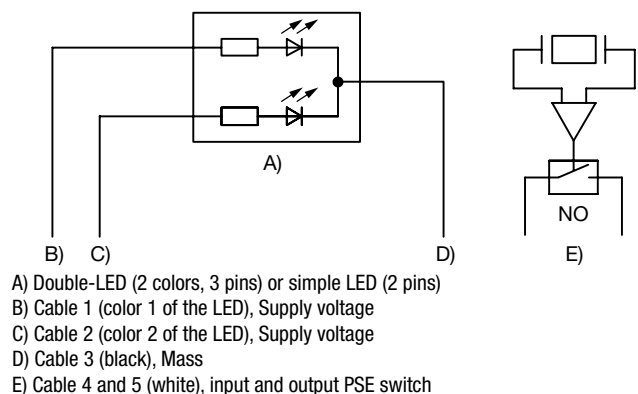 A)
NO
B) C) D) E)
A) Double-LED (2 colors, 3 pins) or simple LED (2 pins)
B) Cable 1 (color 1 of the LED), Supply voltage
C) Cable 2 (color 2 of the LED), Supply voltage
D) Cable 3 (black), Mass
E) Cable 4 and 5 (white), input and output PSE switch